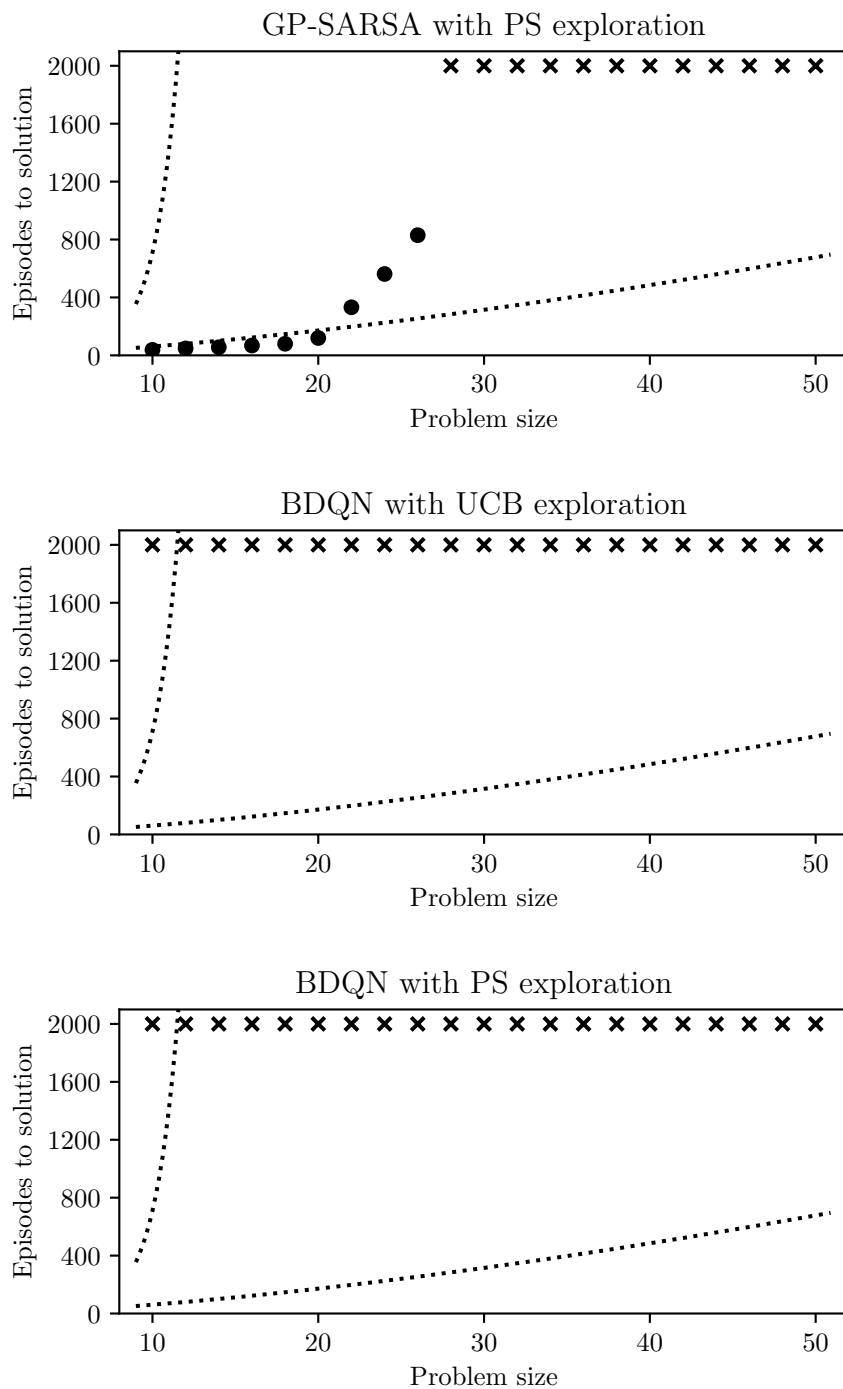 GP-SARSA with PS exploration
2000
1600
1200
800
400
0
Episodes to solution
10 20 30 40 50
Problem size
BDQN with UCB exploration
2000
1600
1200
800
400
0
Episodes to solution
10 20 30 40 50
Problem size
BDQN with PS exploration
2000
1600
1200
800
400
0
Episodes to solution
10 20 30 40 50
Problem size